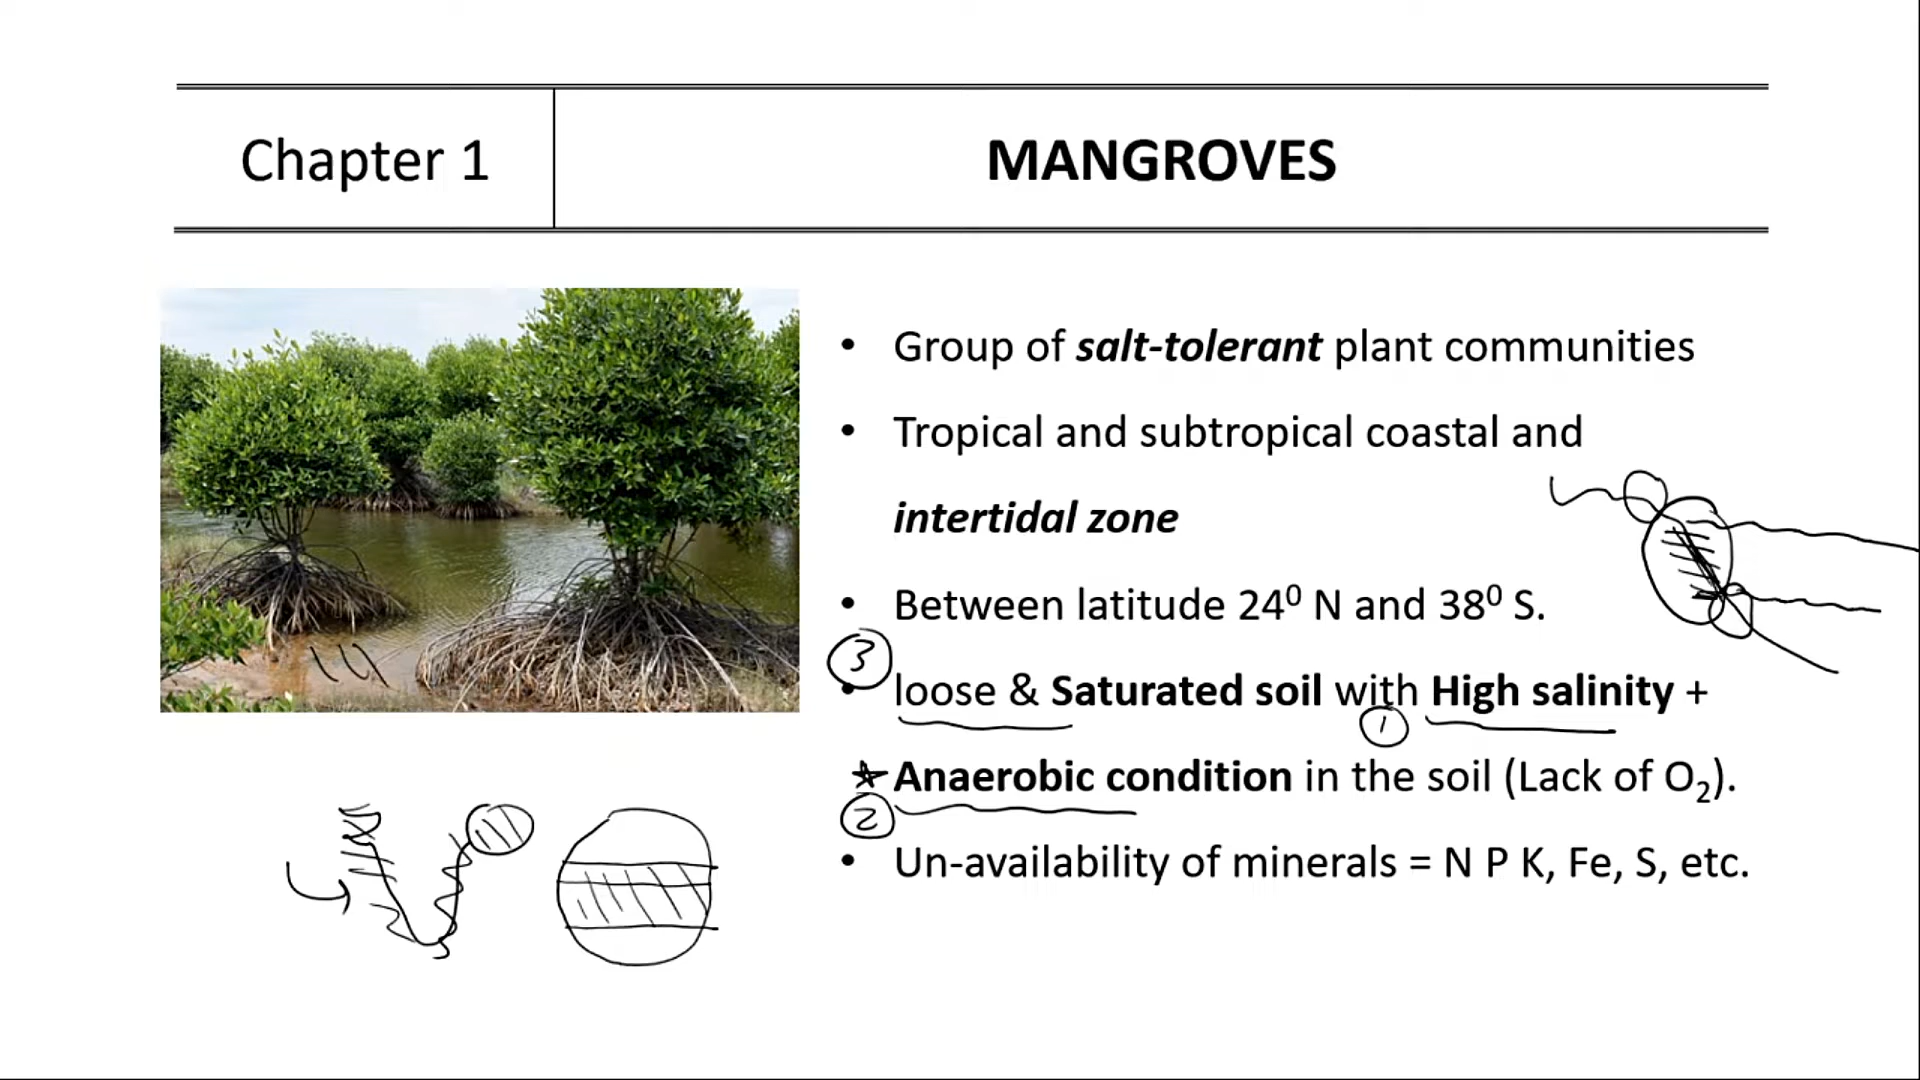 Chapter 1
MANGROVES
• Group of salt-tolerant plant communities
• Tropical and subtropical coastal and
intertidal zone
• Between latitude 24⁰ N and 38⁰ S.
③
• loose & Saturated soil with High salinity +
①
★ Anaerobic condition in the soil (Lack of O₂).
②
• Un-availability of minerals = N P K, Fe, S, etc.